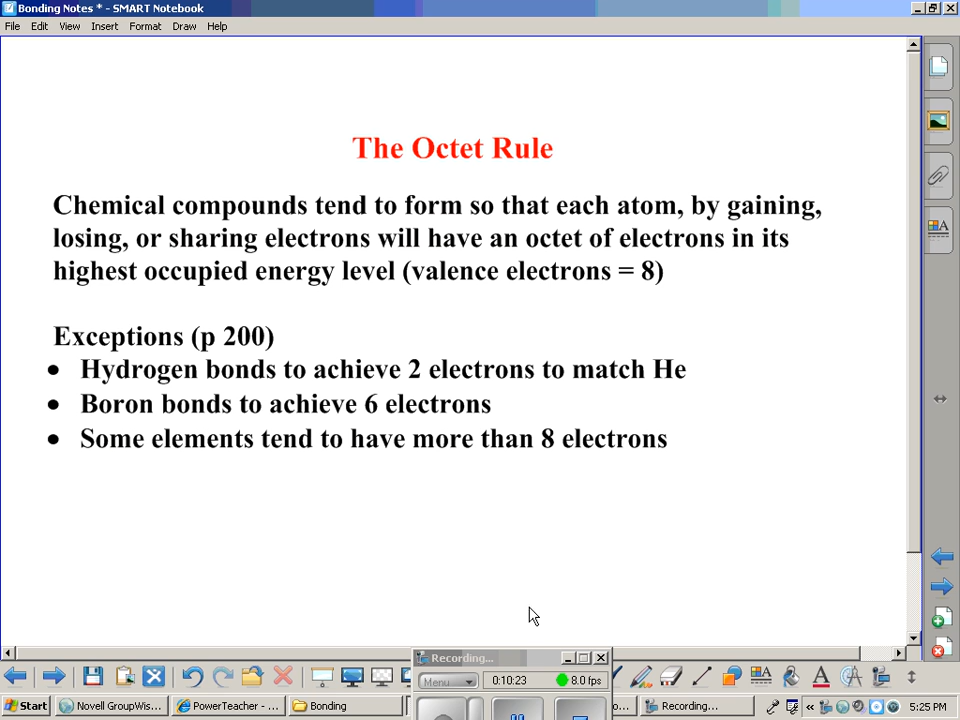 Bonding Notes * - SMART Notebook
File Edit View Insert Format Draw Help
The Octet Rule
Chemical compounds tend to form so that each atom, by gaining,
losing, or sharing electrons will have an octet of electrons in its
highest occupied energy level (valence electrons = 8)
Exceptions (p 200)
• Hydrogen bonds to achieve 2 electrons to match He
• Boron bonds to achieve 6 electrons
• Some elements tend to have more than 8 electrons
Recording...
Menu 0:10:23 8.0 fps
Start Novell GroupWis... PowerTeacher - ... Bonding Recording... 5:25 PM